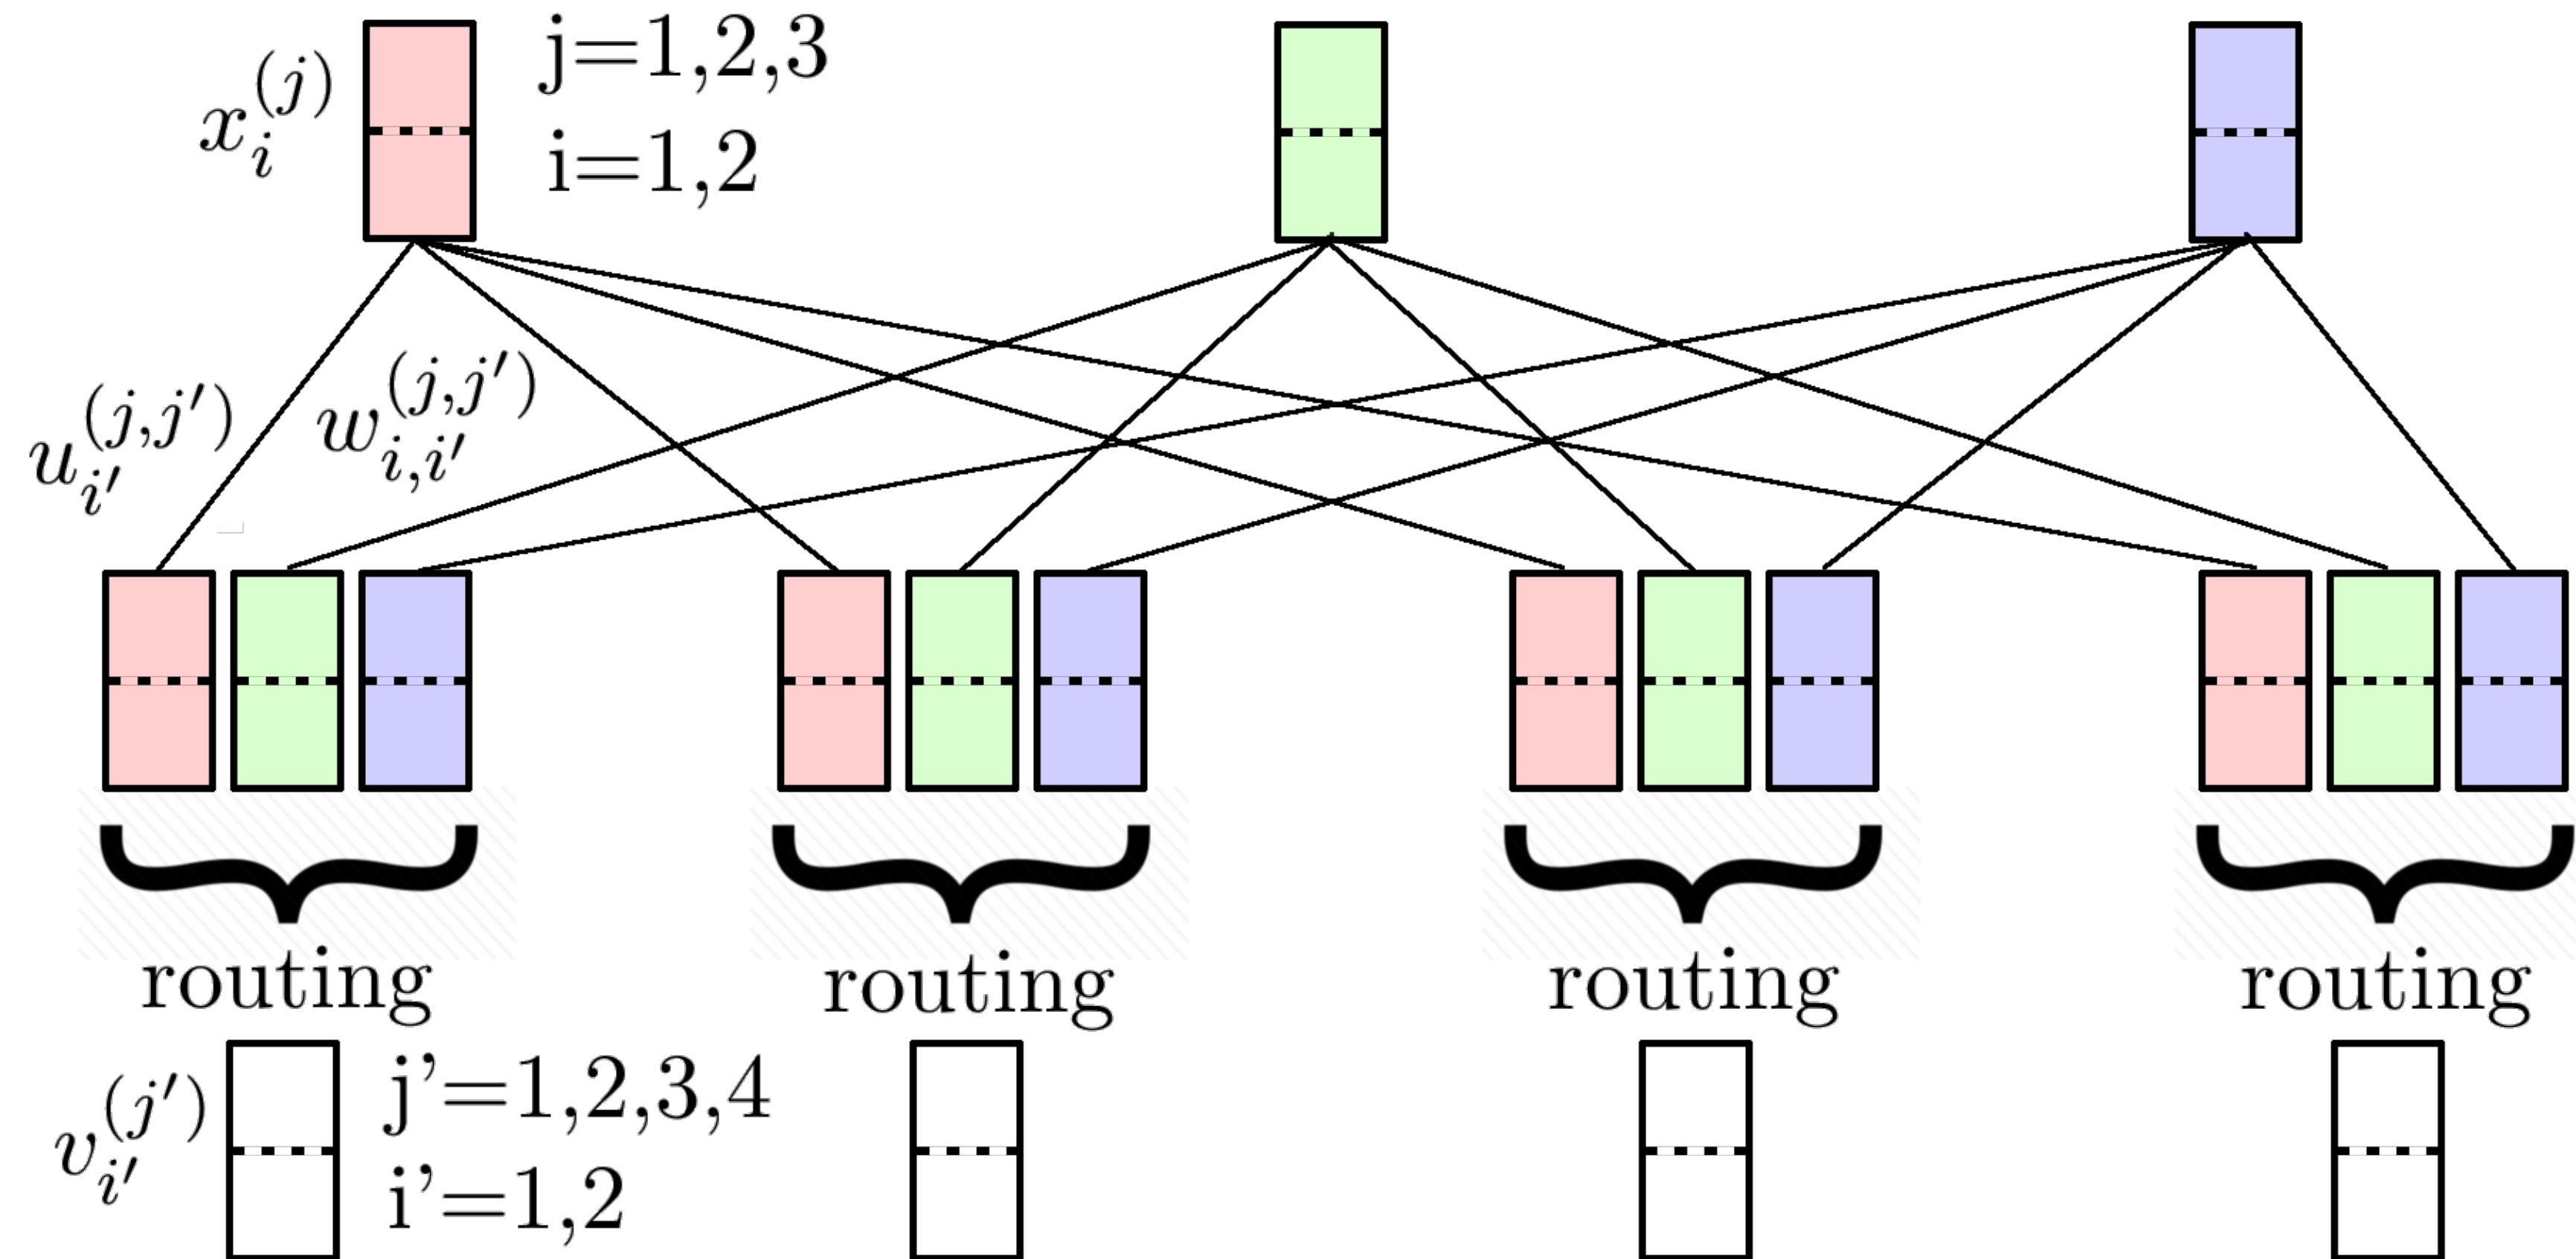 x_i^{(j)}
j=1,2,3
i=1,2
u_{i'}^{(j,j')}
w_{i,i'}^{(j,j')}
routing
routing
routing
routing
v_{i'}^{(j')}
j'=1,2,3,4
i'=1,2